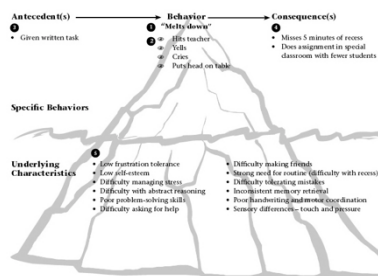 Antecedent(s) Behavior Consequence(s)
3 1 "Melts down" 4
• Given written task
2 Hits teacher
Yells
Cries
Puts head on table
• Misses 5 minutes of recess
• Does assignment in special
classroom with fewer students
Specific Behaviors
Underlying
Characteristics
• Low frustration tolerance
• Low self-esteem
• Difficulty managing stress
• Difficulty with abstract reasoning
• Poor problem-solving skills
• Difficulty asking for help
• Difficulty making friends
• Strong need for routine (difficulty with recess)
• Difficulty tolerating mistakes
• Inconsistent memory retrieval
• Poor handwriting and motor coordination
• Sensory differences – touch and pressure